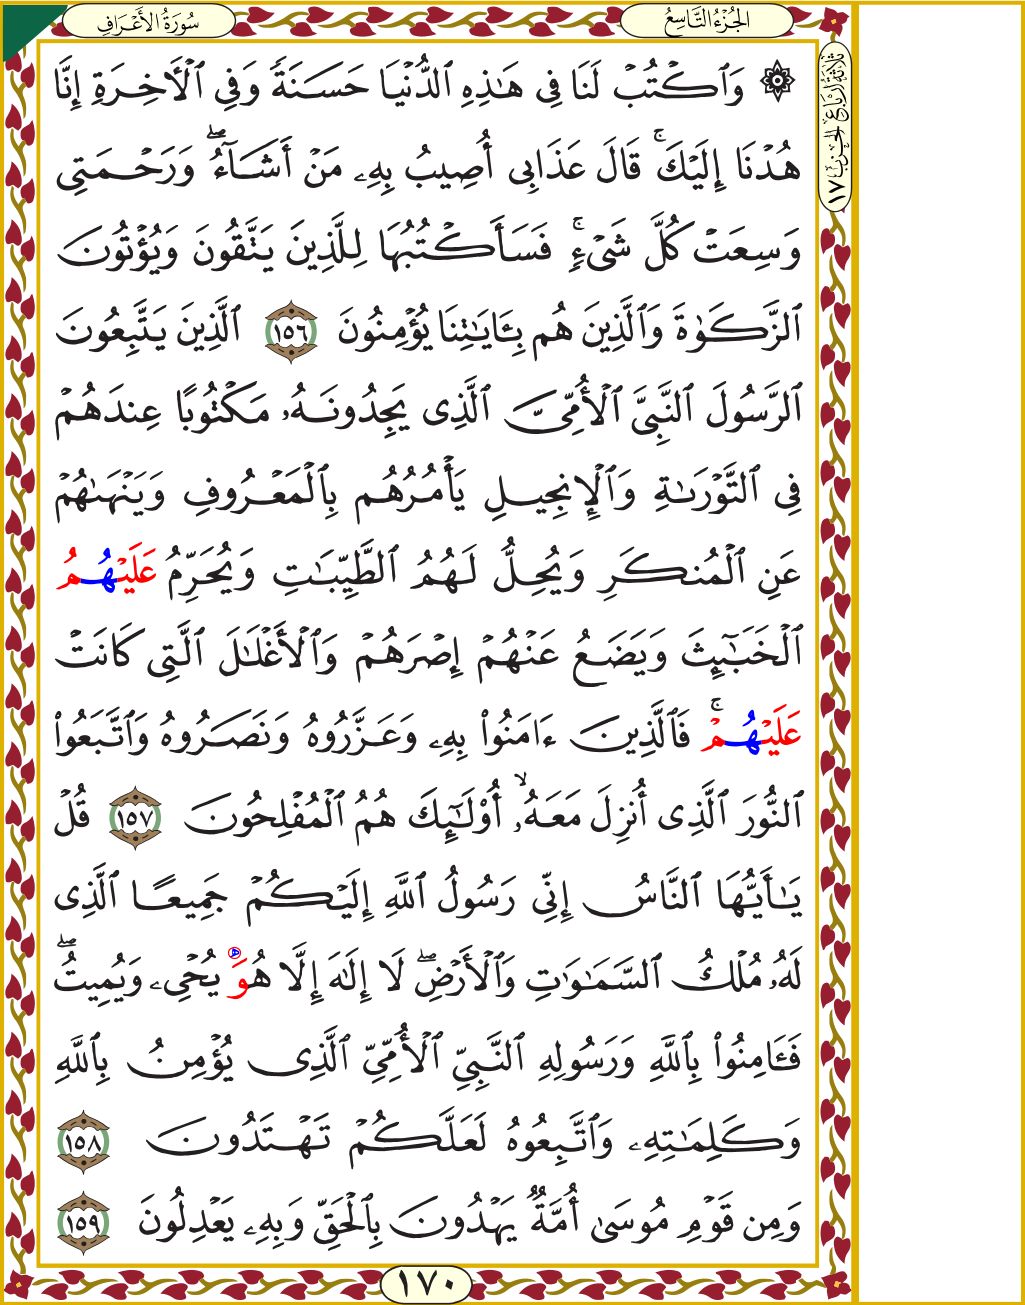 سُورَةُ الأَعْرَافِ
الجُزْءُ التَّاسِعُ
ثَلَاثَةُ أَرْبَاعِ الحِزْبِ ١٧
۞ وَٱكۡتُبۡ لَنَا فِي هَٰذِهِ ٱلدُّنۡيَا حَسَنَةٗ وَفِي ٱلۡأٓخِرَةِ إِنَّا
هُدۡنَآ إِلَيۡكَۚ قَالَ عَذَابِيٓ أُصِيبُ بِهِۦ مَنۡ أَشَآءُۖ وَرَحۡمَتِي
وَسِعَتۡ كُلَّ شَيۡءٖۚ فَسَأَكۡتُبُهَا لِلَّذِينَ يَتَّقُونَ وَيُؤۡتُونَ
ٱلزَّكَوٰةَ وَٱلَّذِينَ هُم بِـَٔايَٰتِنَا يُؤۡمِنُونَ ١٥٦ ٱلَّذِينَ يَتَّبِعُونَ
ٱلرَّسُولَ ٱلنَّبِيَّ ٱلۡأُمِّيَّ ٱلَّذِي يَجِدُونَهُۥ مَكۡتُوبًا عِندَهُمۡ
فِي ٱلتَّوۡرَىٰةِ وَٱلۡإِنجِيلِ يَأۡمُرُهُم بِٱلۡمَعۡرُوفِ وَيَنۡهَىٰهُمۡ
عَنِ ٱلۡمُنكَرِ وَيُحِلُّ لَهُمُ ٱلطَّيِّبَٰتِ وَيُحَرِّمُ عَلَيۡهُمُ
ٱلۡخَبَٰٓئِثَ وَيَضَعُ عَنۡهُمۡ إِصۡرَهُمۡ وَٱلۡأَغۡلَٰلَ ٱلَّتِي كَانَتۡ
عَلَيۡهُمۡۚ فَٱلَّذِينَ ءَامَنُواْ بِهِۦ وَعَزَّرُوهُ وَنَصَرُوهُ وَٱتَّبَعُواْ
ٱلنُّورَ ٱلَّذِيٓ أُنزِلَ مَعَهُۥٓۙ أُوْلَٰٓئِكَ هُمُ ٱلۡمُفۡلِحُونَ ١٥٧ قُلۡ
يَٰٓأَيُّهَا ٱلنَّاسُ إِنِّي رَسُولُ ٱللَّهِ إِلَيۡكُمۡ جَمِيعًا ٱلَّذِي
لَهُۥ مُلۡكُ ٱلسَّمَٰوَٰتِ وَٱلۡأَرۡضِۖ لَآ إِلَٰهَ إِلَّا هُوَ يُحۡيِۦ وَيُمِيتُۖ
فَـَٔامِنُواْ بِٱللَّهِ وَرَسُولِهِ ٱلنَّبِيِّ ٱلۡأُمِّيِّ ٱلَّذِي يُؤۡمِنُ بِٱللَّهِ
وَكَلِمَٰتِهِۦ وَٱتَّبِعُوهُ لَعَلَّكُمۡ تَهۡتَدُونَ ١٥٨
وَمِن قَوۡمِ مُوسَىٰٓ أُمَّةٞ يَهۡدُونَ بِٱلۡحَقِّ وَبِهِۦ يَعۡدِلُونَ ١٥٩
١٧٠